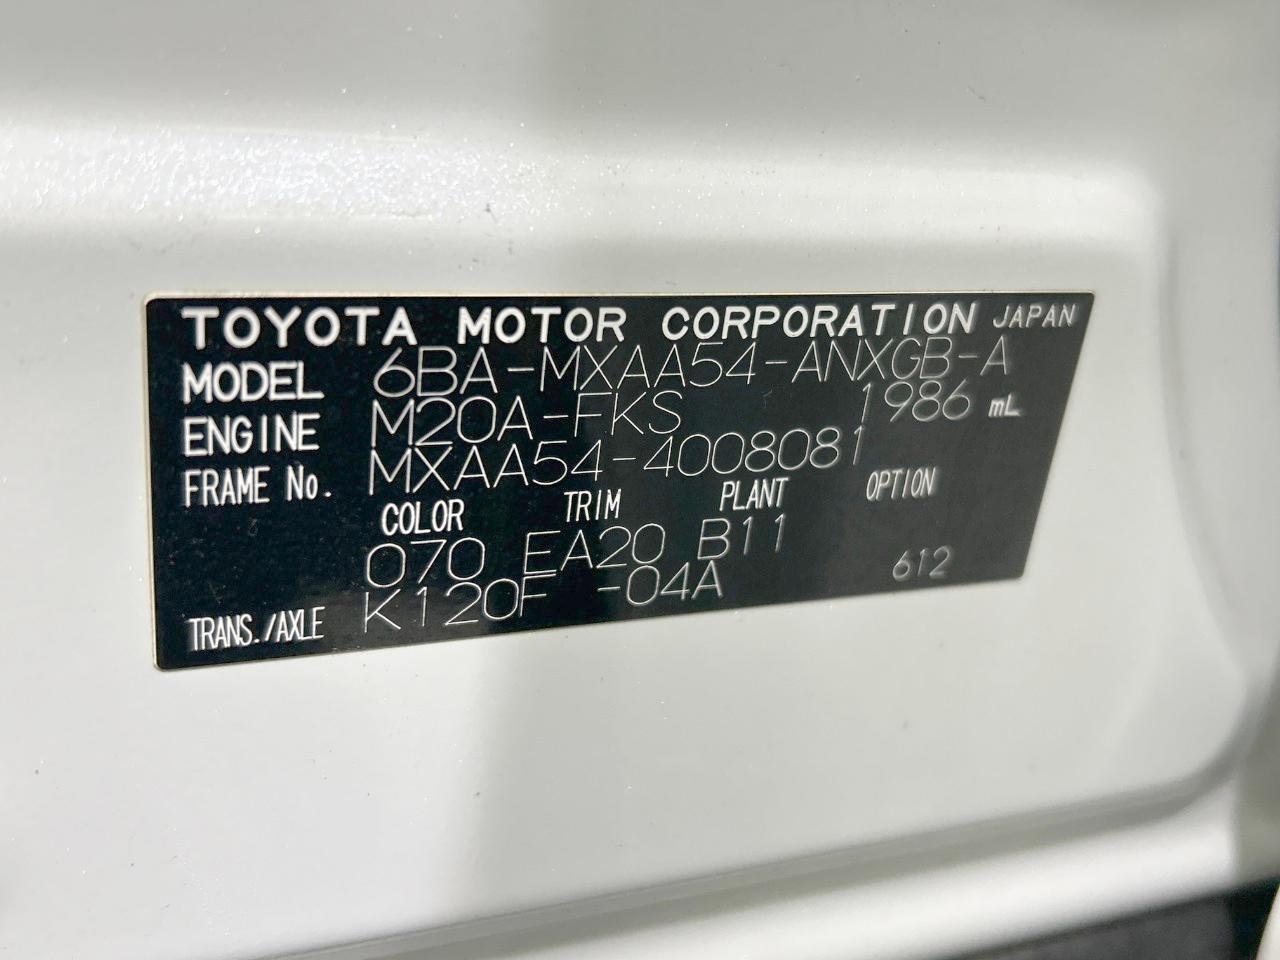 TOYOTA MOTOR CORPORATION JAPAN
MODEL 6BA-MXAA54-ANXGB-A
ENGINE M20A-FKS 1986 mL
FRAME No. MXAA54-4008081
COLOR TRIM PLANT OPTION
070 EA20 B11 612
TRANS./AXLE K120F -04A